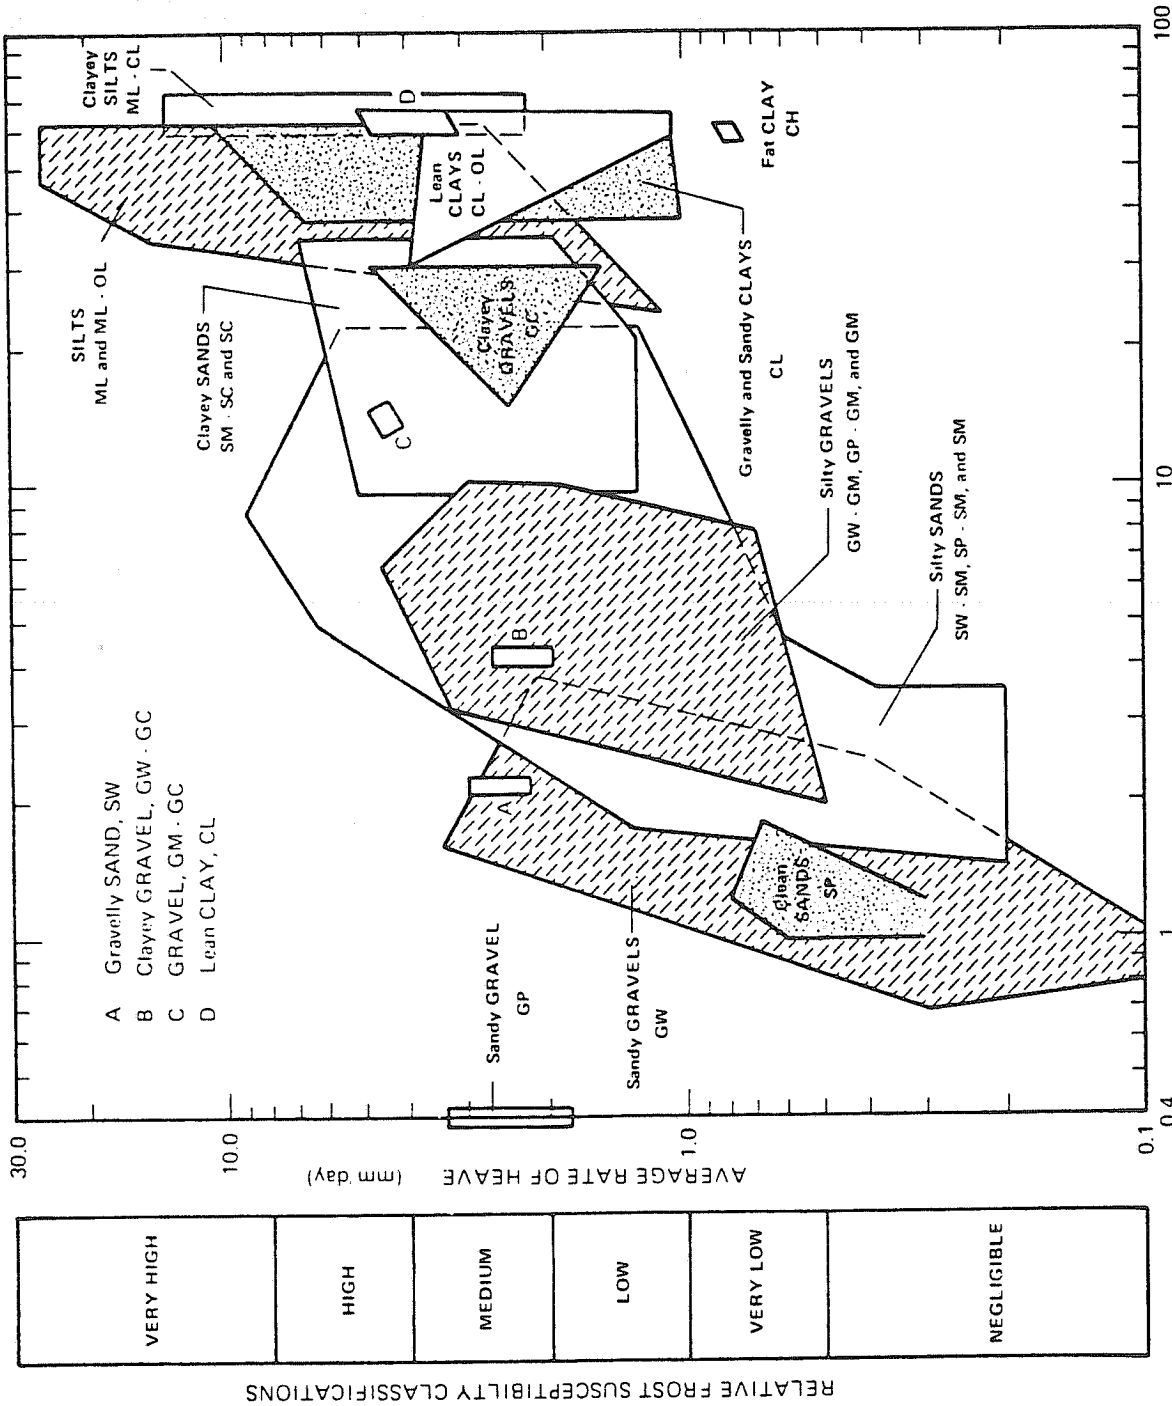 RELATIVE FROST SUSCEPTIBILTY CLASSIFICATIONS
VERY HIGH
HIGH
MEDIUM
LOW
VERY LOW
NEGLIGIBLE
AVERAGE RATE OF HEAVE (mm day)
30.0
10.0
1.0
0.1
0.4
1
10
100
A Gravelly SAND, SW
B Clayey GRAVEL, GW - GC
C GRAVEL, GM - GC
D Lean CLAY, CL
SILTS
ML and ML - OL
Clayey
SILTS
ML - CL
Clayey SANDS
SM - SC and SC
D
Lean
CLAYS
CL - OL
Clayey
GRAVELS
GC
C
B
A
Sandy GRAVEL
GP
Sandy GRAVELS
GW
Clean
SANDS
SP
Fat CLAY
CH
Gravelly and Sandy CLAYS
CL
Silty GRAVELS
GW - GM, GP - GM, and GM
Silty SANDS
SW - SM, SP - SM, and SM